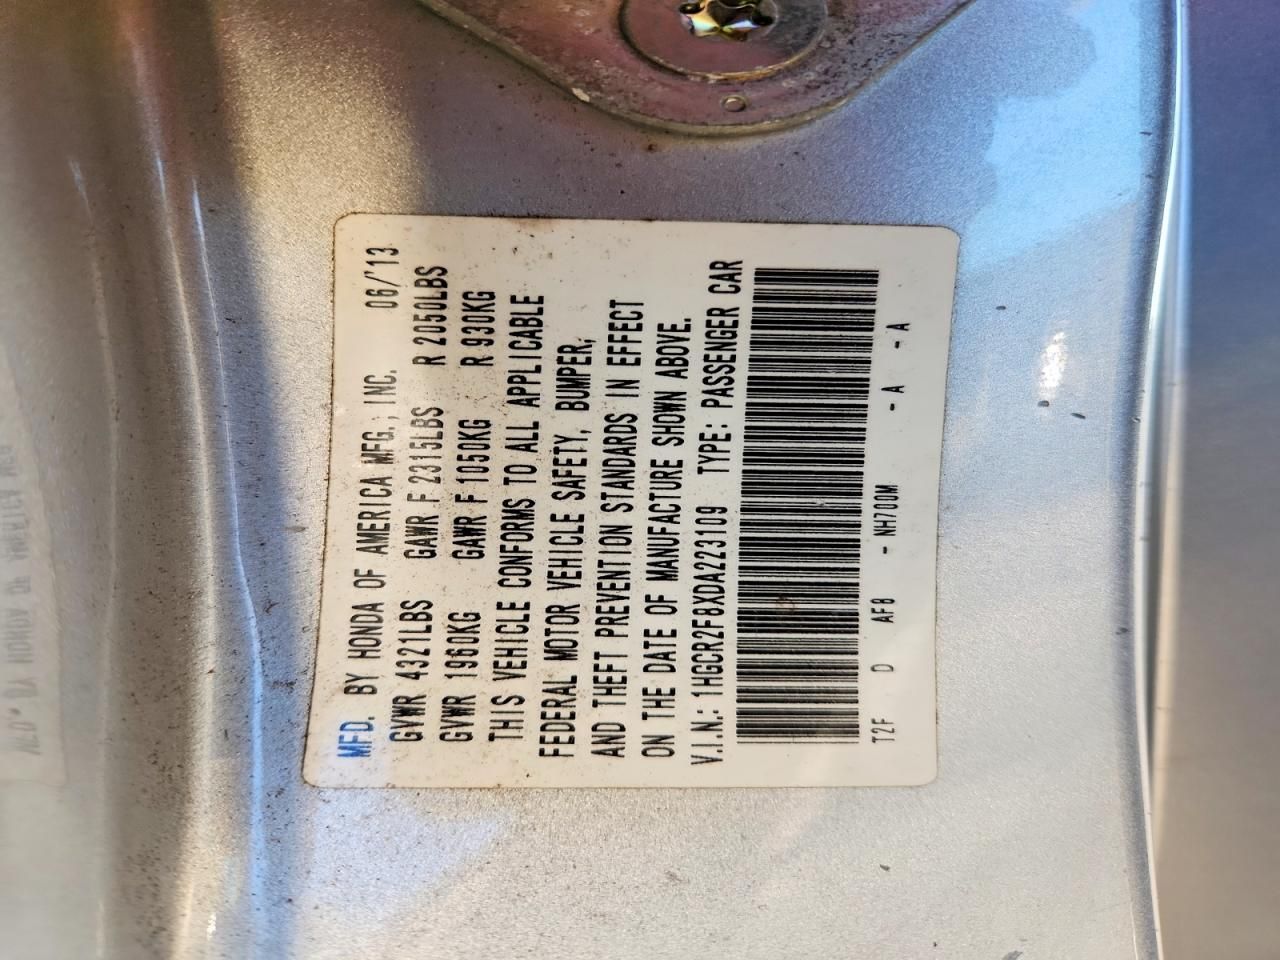 MFD. BY HONDA OF AMERICA MFG., INC. 06/'13
GVWR 4321LBS GAWR F 2315LBS R 2050LBS
GVWR 1960KG GAWR F 1050KG R 930KG
THIS VEHICLE CONFORMS TO ALL APPLICABLE
FEDERAL MOTOR VEHICLE SAFETY, BUMPER,
AND THEFT PREVENTION STANDARDS IN EFFECT
ON THE DATE OF MANUFACTURE SHOWN ABOVE.
V.I.N.: 1HGCR2F8XDA223109 TYPE: PASSENGER CAR
T2F D AF8 - NH700M - A - A